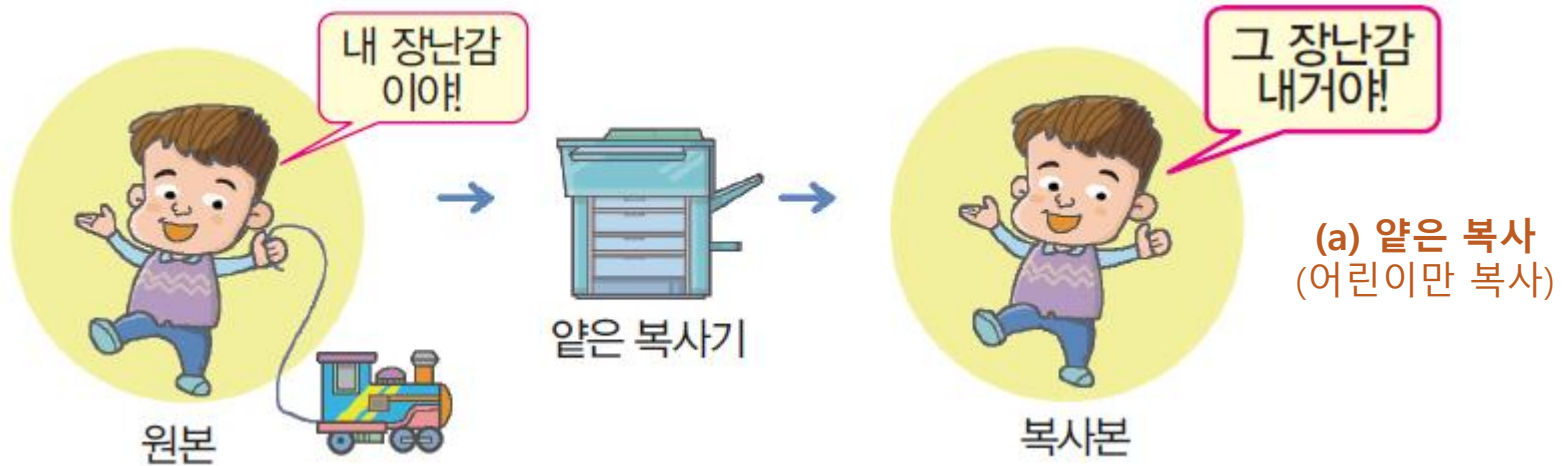 내 장난감
이야!
그 장난감
내거야!
얕은 복사기
원본
복사본
(a) 얕은 복사
(어린이만 복사)